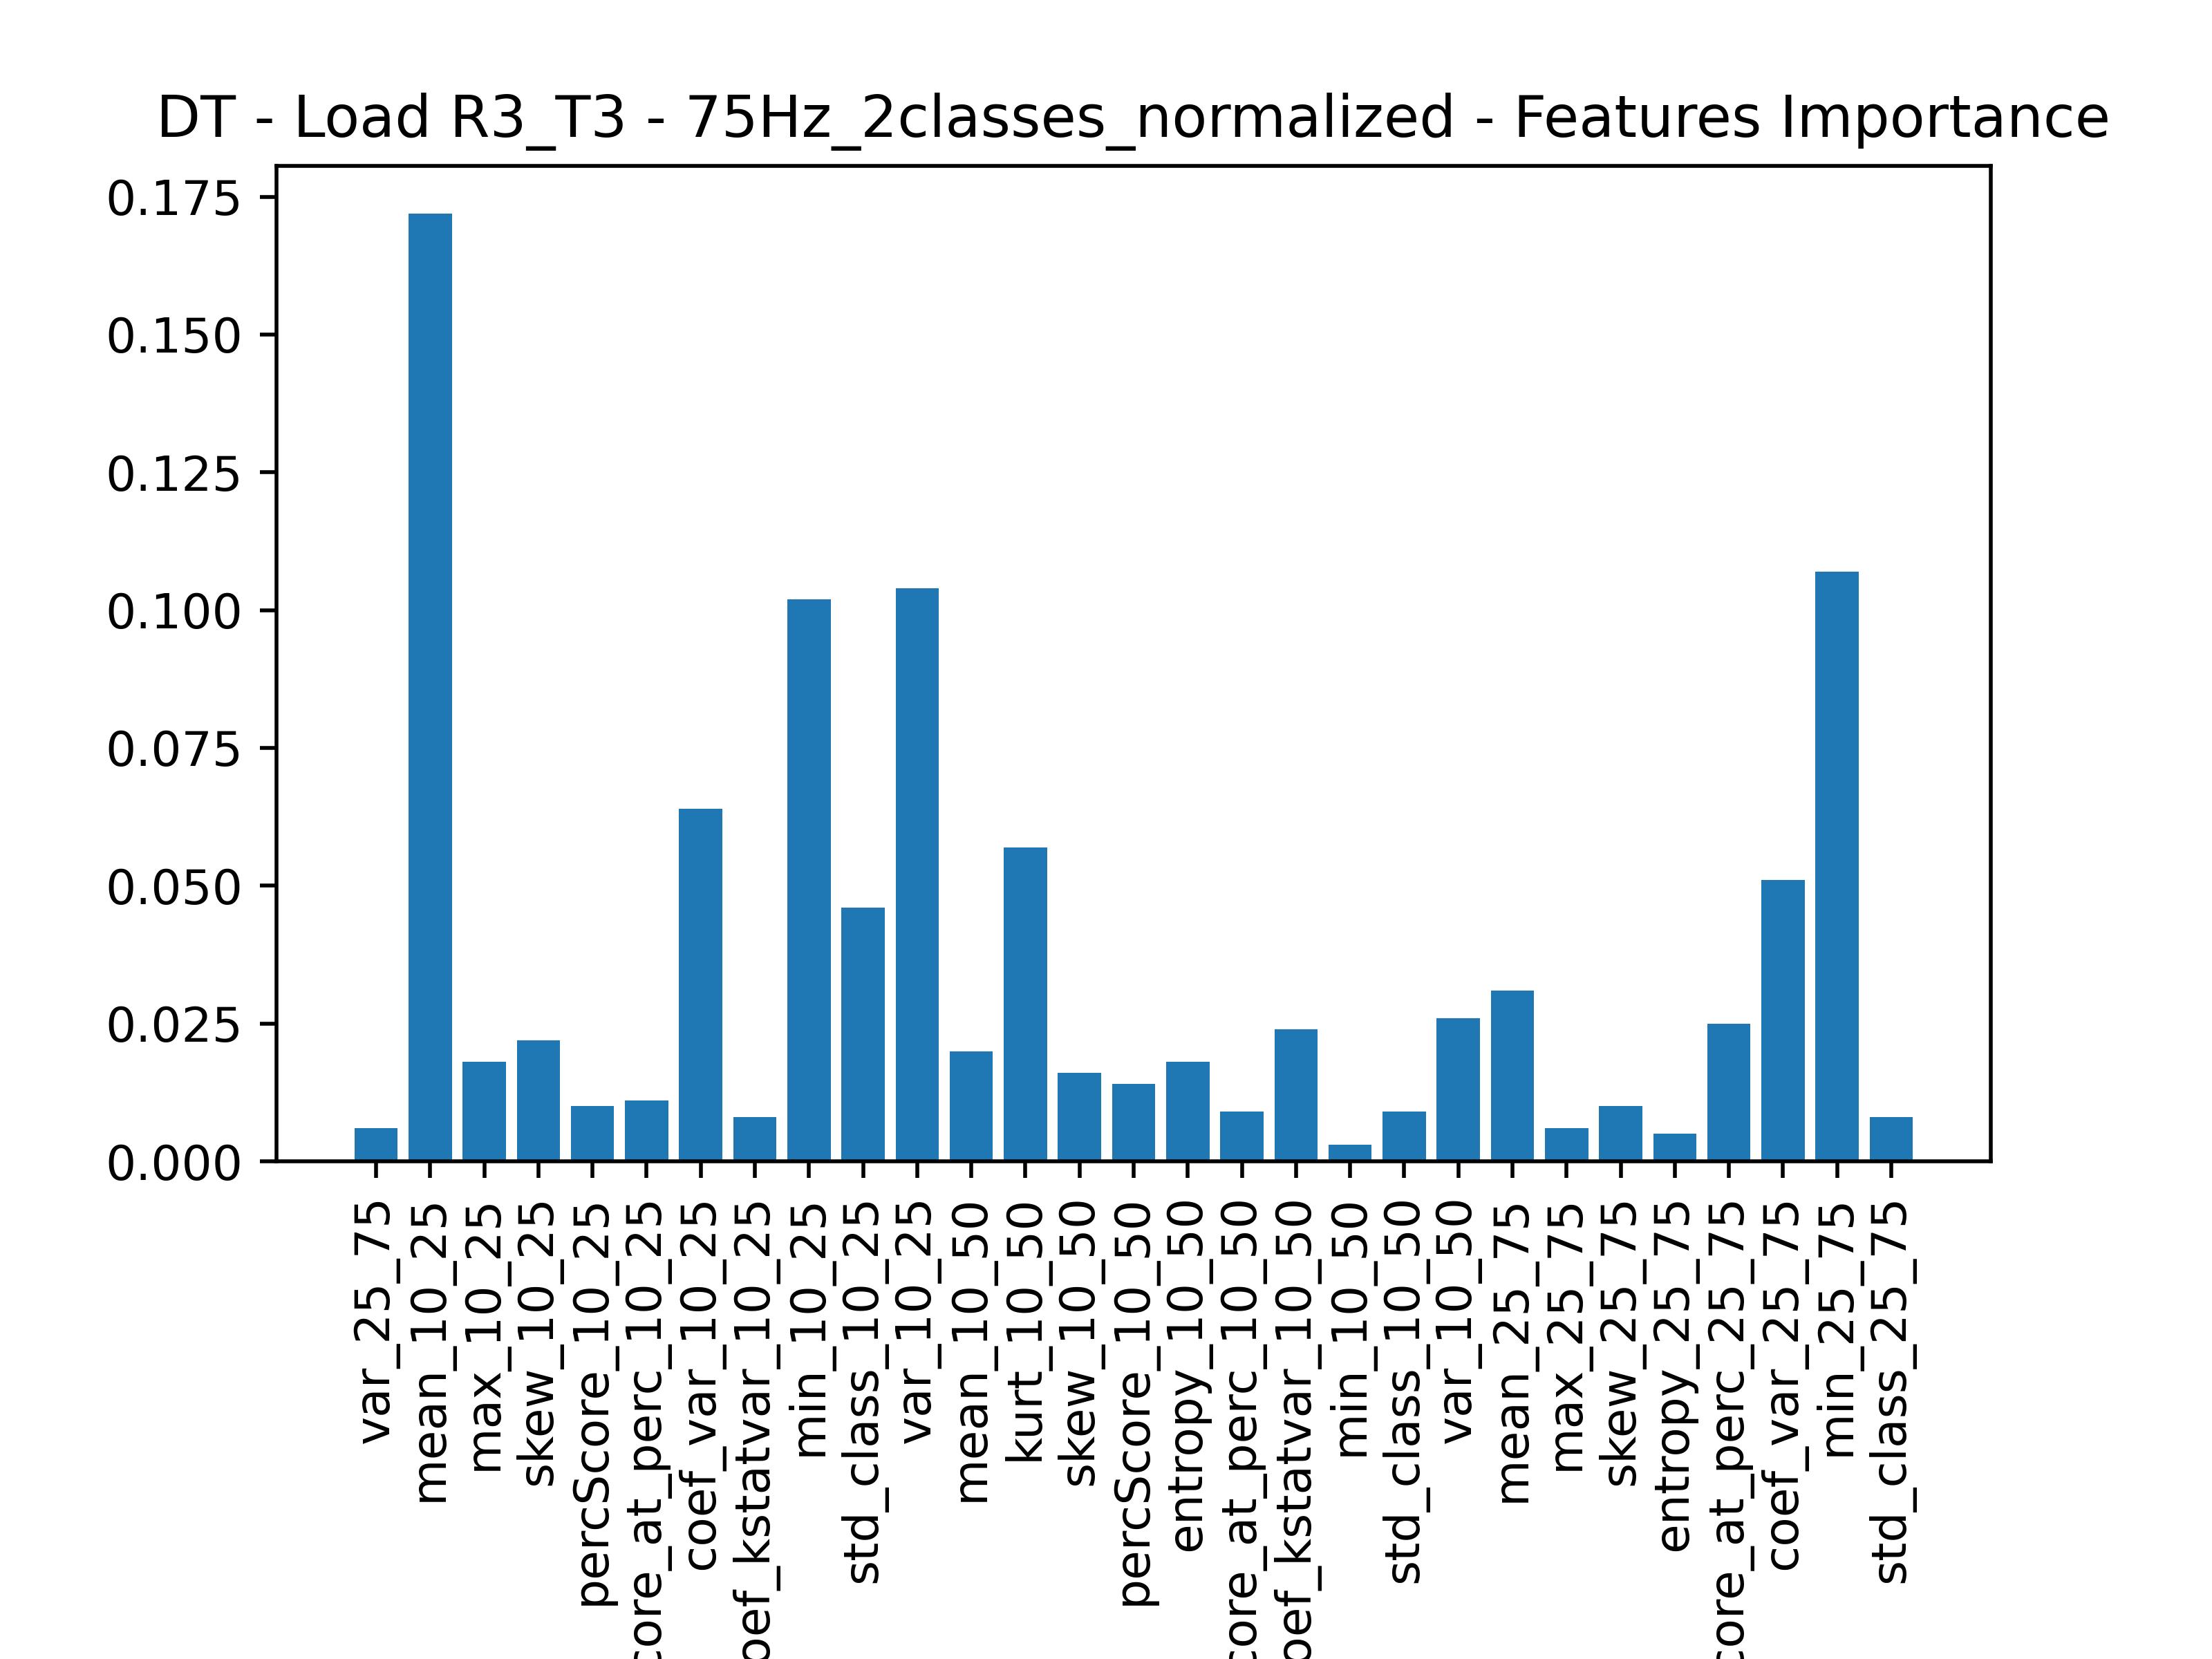 DT - Load R3_T3 - 75Hz_2classes_normalized - Features Importance
0.175
0.150
0.125
0.100
0.075
0.050
0.025
0.000
var_25_75
mean_10_25
max_10_25
skew_10_25
percScore_10_25
core_at_perc_10_25
coef_var_10_25
oef_kstatvar_10_25
min_10_25
std_class_10_25
var_10_25
mean_10_50
kurt_10_50
skew_10_50
percScore_10_50
entropy_10_50
core_at_perc_10_50
oef_kstatvar_10_50
min_10_50
std_class_10_50
var_10_50
mean_25_75
max_25_75
skew_25_75
entropy_25_75
core_at_perc_25_75
coef_var_25_75
min_25_75
std_class_25_75